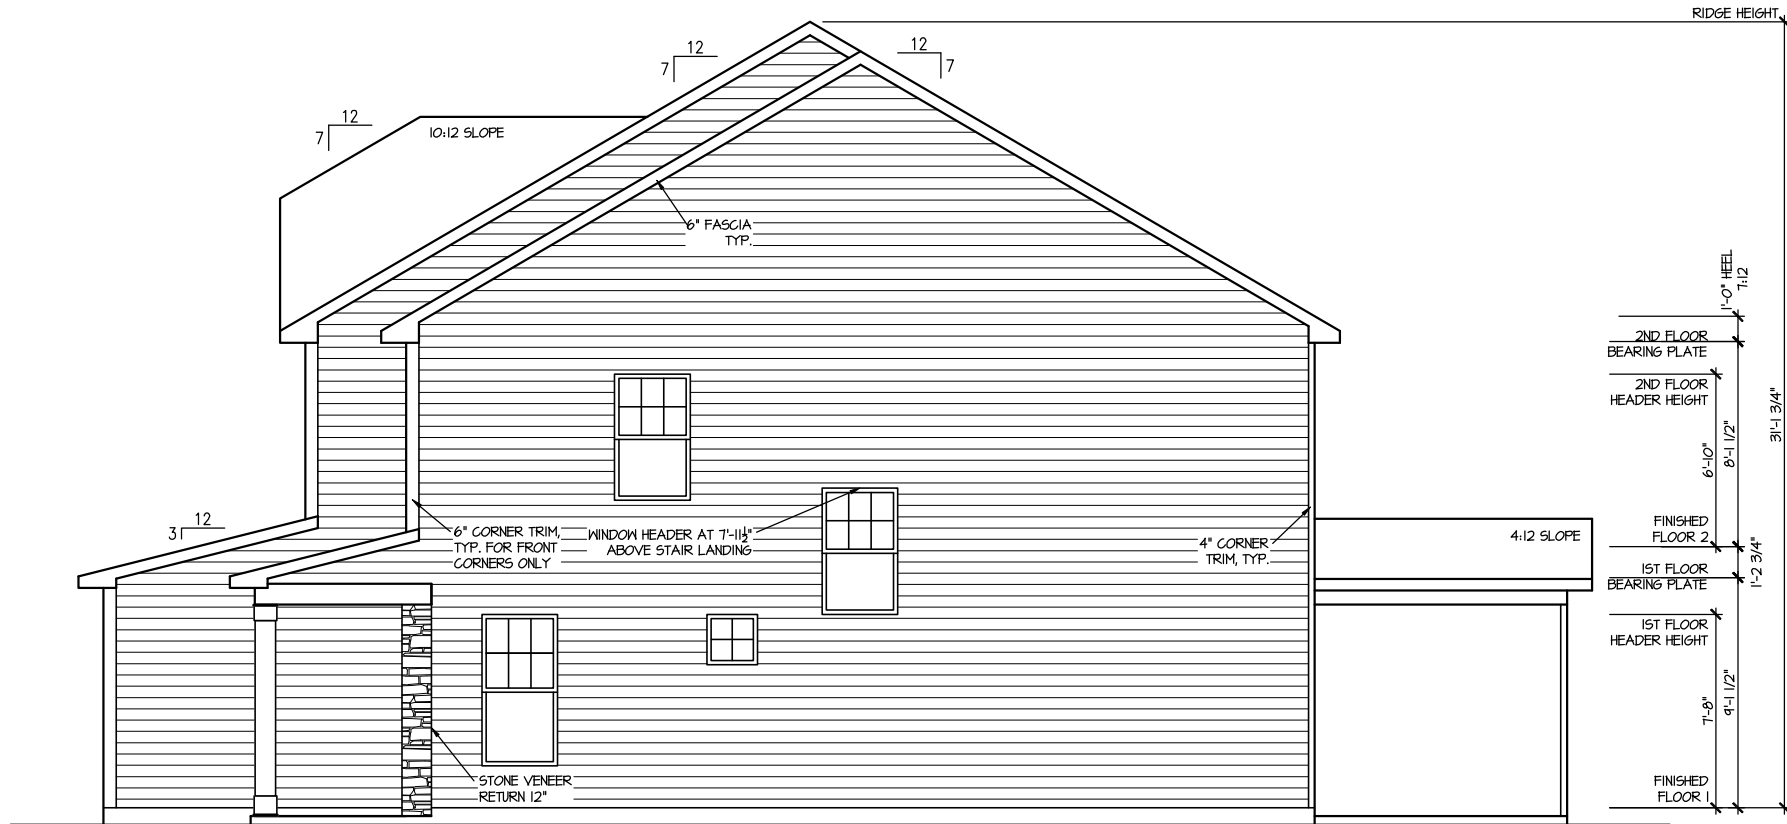 RIDGE HEIGHT
12
7
12
7
12
7
10:12 SLOPE
6" FASCIA
TYP.
1'-0" HEEL
7:12
2ND FLOOR
BEARING PLATE
2ND FLOOR
HEADER HEIGHT
31'-1 3/4"
6'-10"
8'-1 1/2"
12
3
6" CORNER TRIM,
TYP. FOR FRONT
CORNERS ONLY
WINDOW HEADER AT 7'-11½"
ABOVE STAIR LANDING
4" CORNER
TRIM, TYP.
4:12 SLOPE
FINISHED
FLOOR 2
1'-2 3/4"
1ST FLOOR
BEARING PLATE
1ST FLOOR
HEADER HEIGHT
7'-8"
9'-1 1/2"
STONE VENEER
RETURN 12"
FINISHED
FLOOR 1